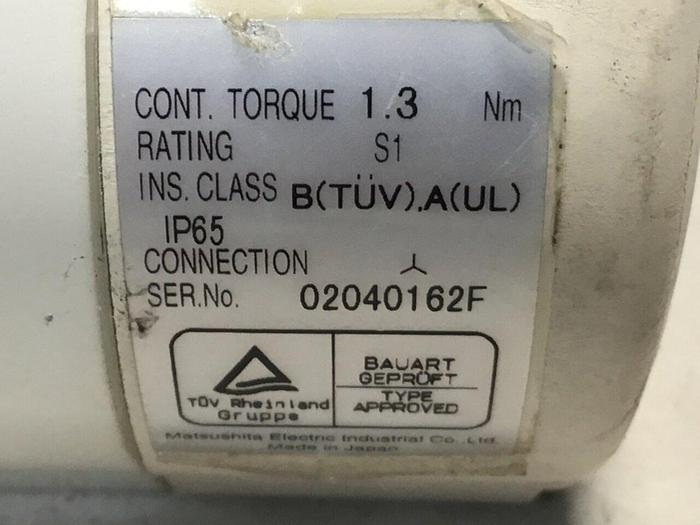 CONT. TORQUE 1.3 Nm
RATING S1
INS. CLASS B(TÜV).A(UL)
IP65
CONNECTION
SER.No. 02040162F
TÜV Rheinland
Gruppe
BAUART
GEPRÜFT
TYPE
APPROVED
Matsushita Electric Industrial Co.,Ltd.
Made in Japan